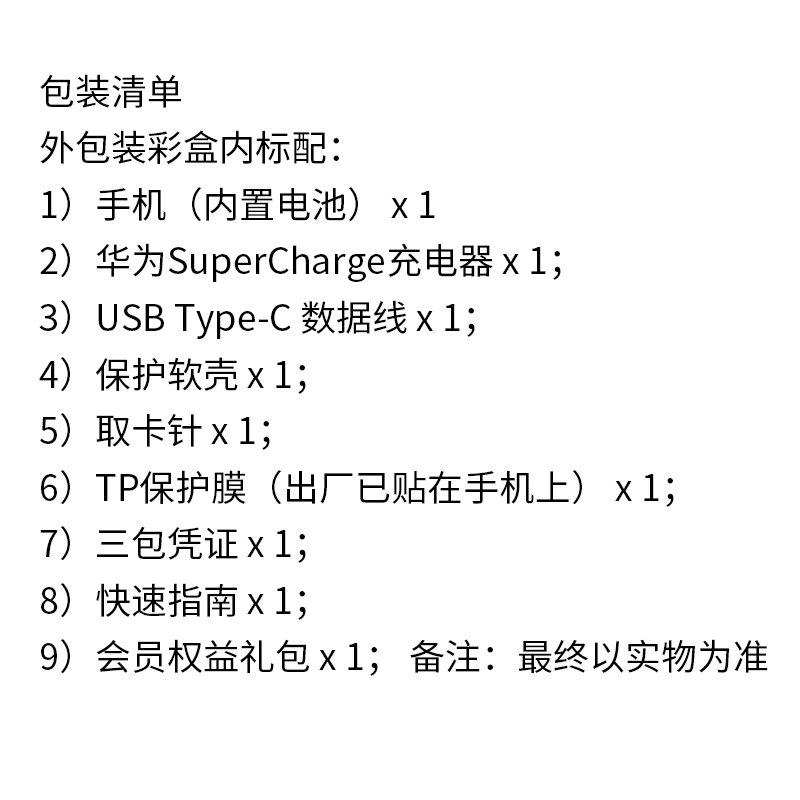 包装清单
外包装彩盒内标配：
1）手机（内置电池） x 1
2）华为SuperCharge充电器 x 1；
3）USB Type-C 数据线 x 1；
4）保护软壳 x 1；
5）取卡针 x 1；
6）TP保护膜（出厂已贴在手机上） x 1；
7）三包凭证 x 1；
8）快速指南 x 1；
9）会员权益礼包 x 1； 备注：最终以实物为准